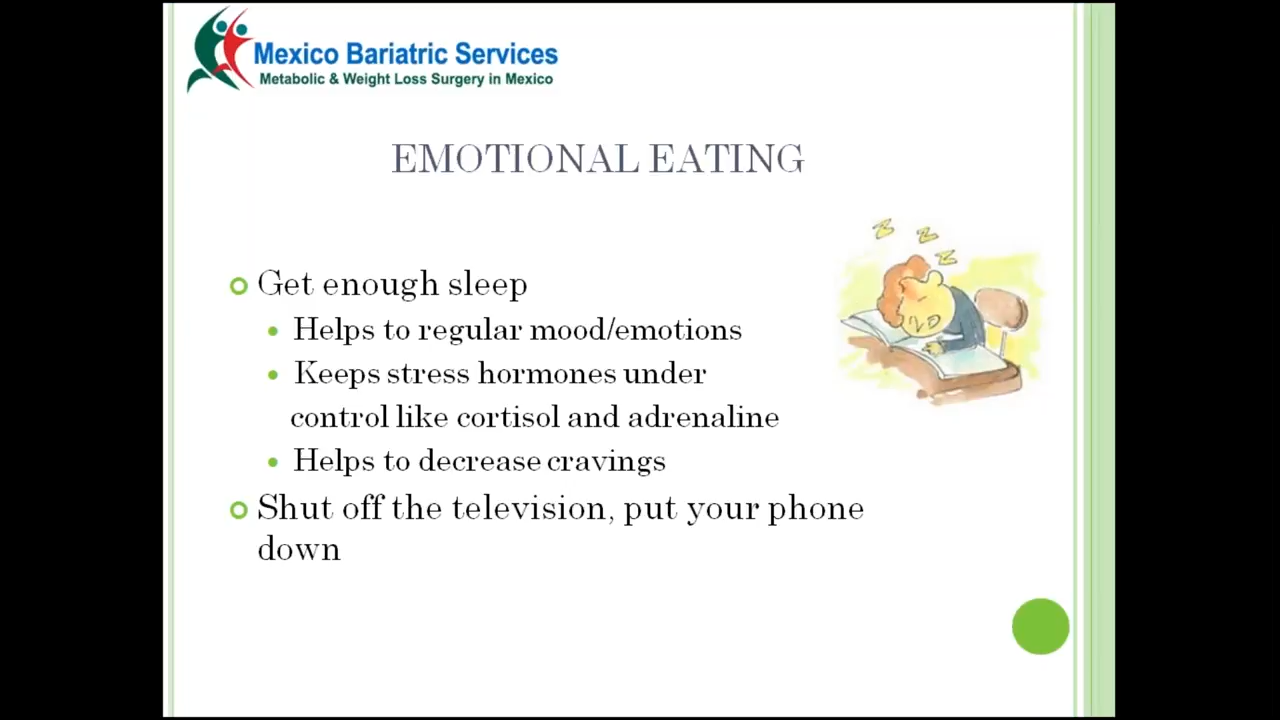 Mexico Bariatric Services
Metabolic & Weight Loss Surgery in Mexico
EMOTIONAL EATING
Get enough sleep
Helps to regular mood/emotions
Keeps stress hormones under
control like cortisol and adrenaline
Helps to decrease cravings
Shut off the television, put your phone
down